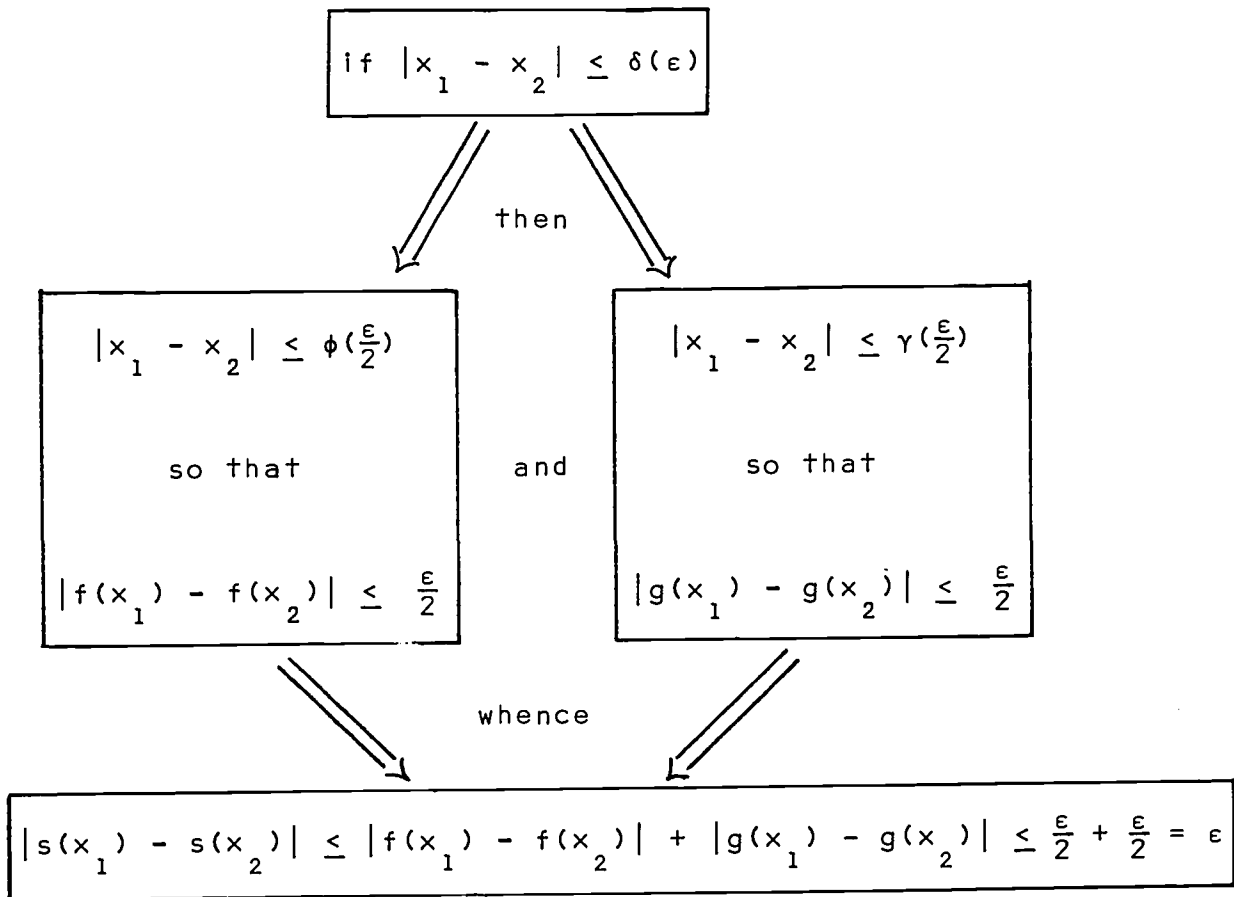 if |x₁ - x₂| ≤ δ(ε)
then
|x₁ - x₂| ≤ φ(ε/2)
so that
|f(x₁) - f(x₂)| ≤ ε/2
and
|x₁ - x₂| ≤ γ(ε/2)
so that
|g(x₁) - g(x₂)| ≤ ε/2
whence
|s(x₁) - s(x₂)| ≤ |f(x₁) - f(x₂)| + |g(x₁) - g(x₂)| ≤ ε/2 + ε/2 = ε